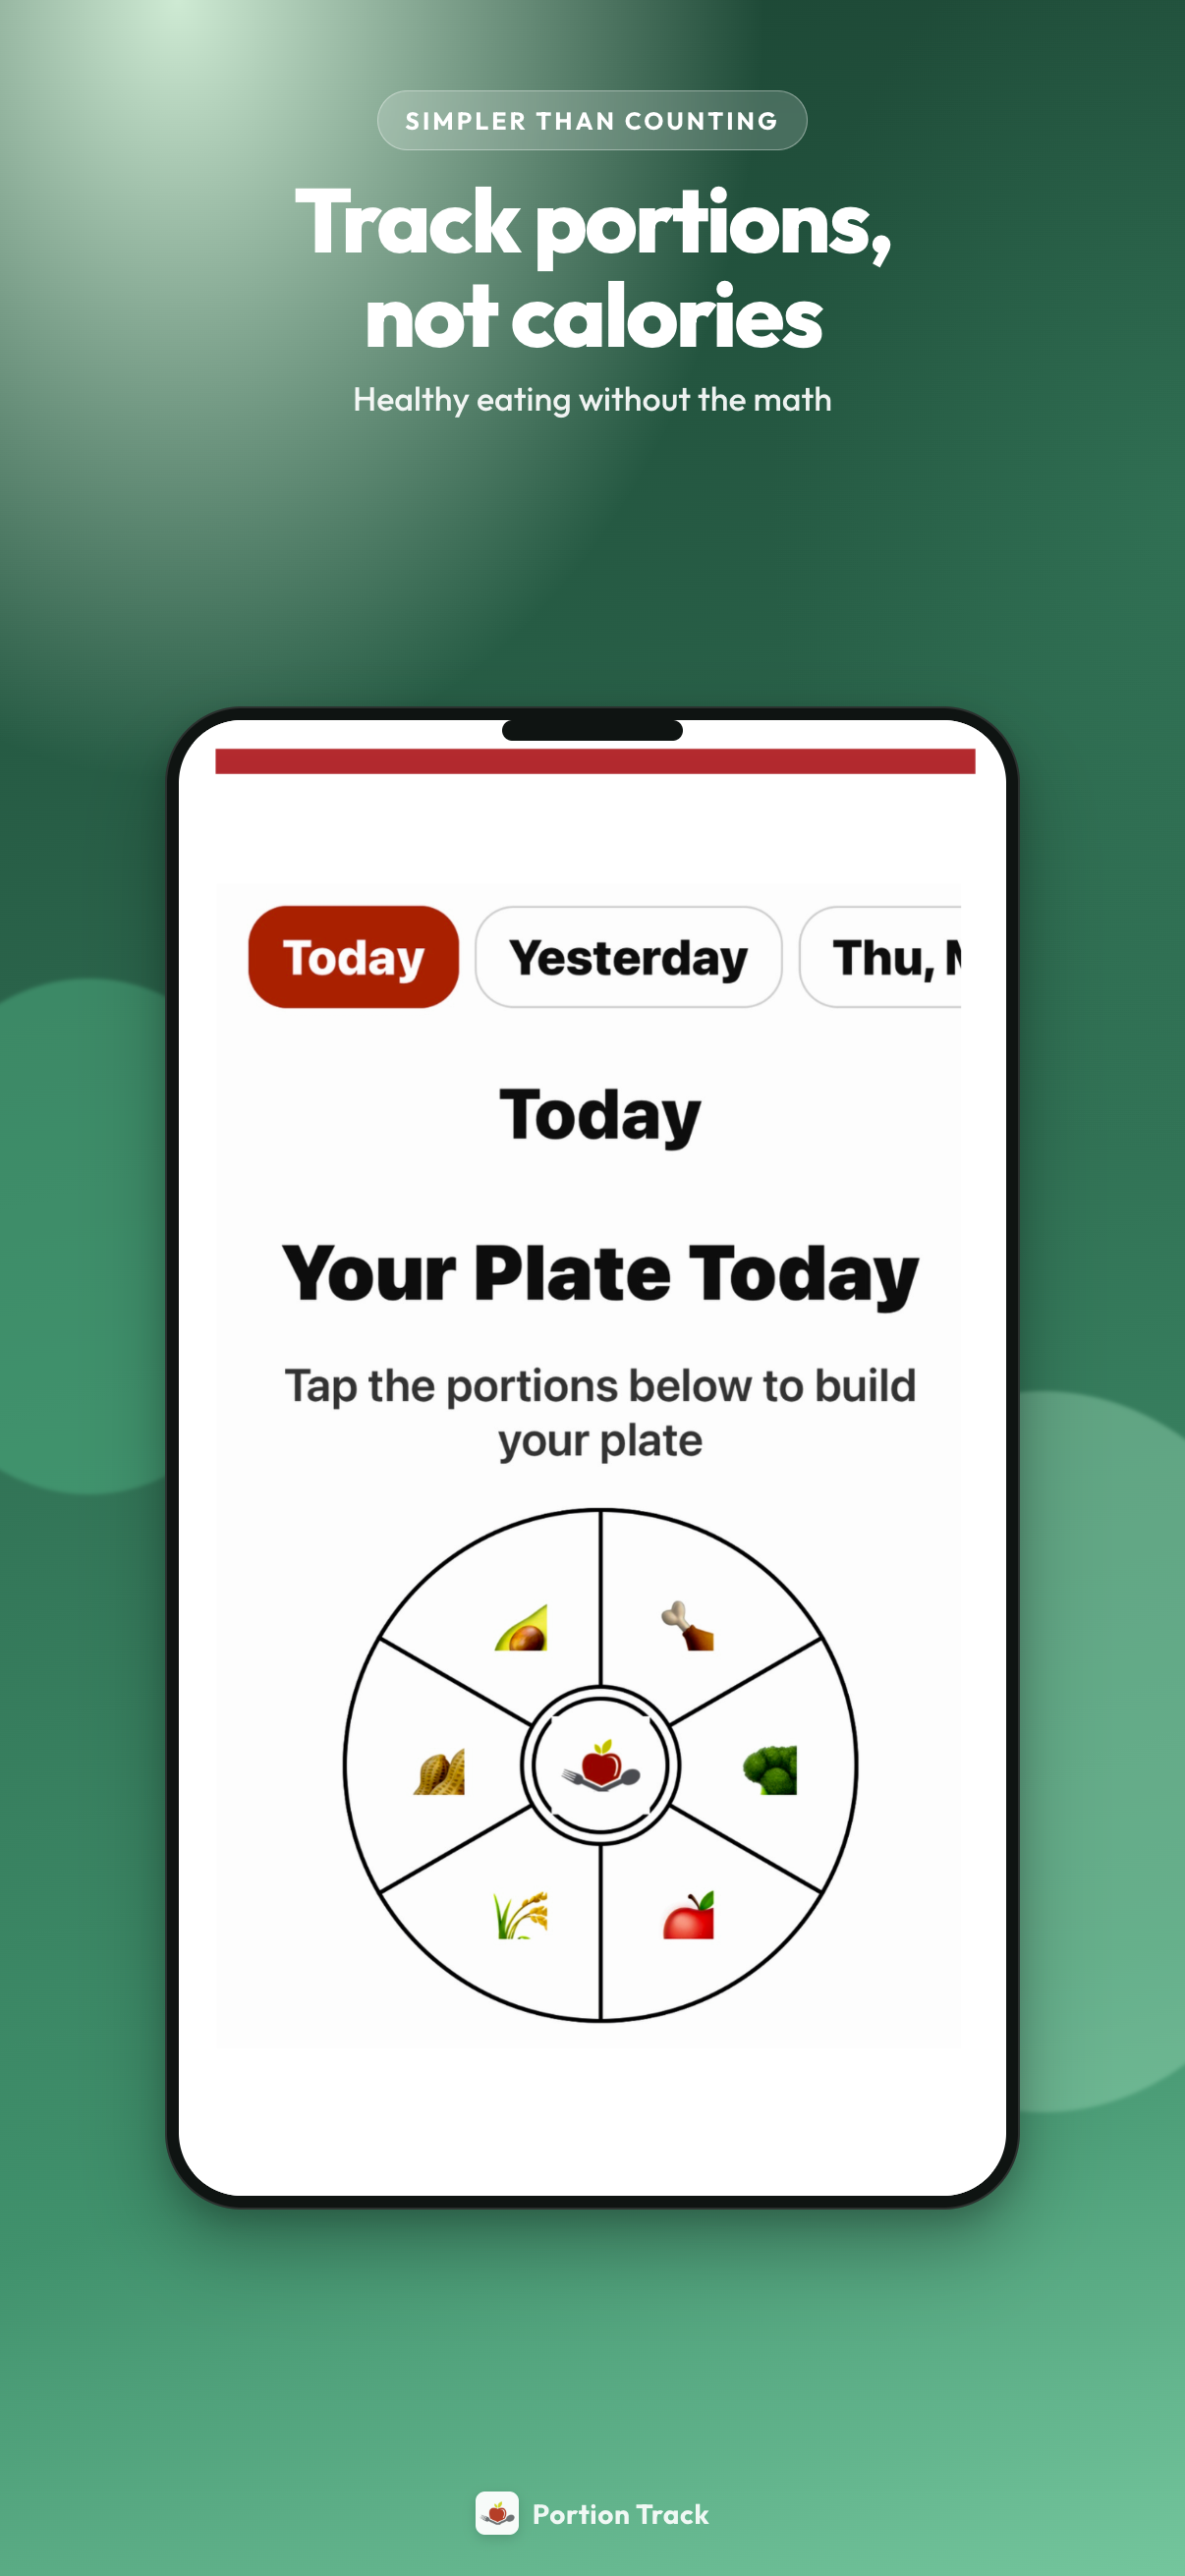 SIMPLER THAN COUNTING
Track portions,
not calories
Healthy eating without the math
Today
Yesterday
Thu,
Today
Your Plate Today
Tap the portions below to build
your plate
Portion Track